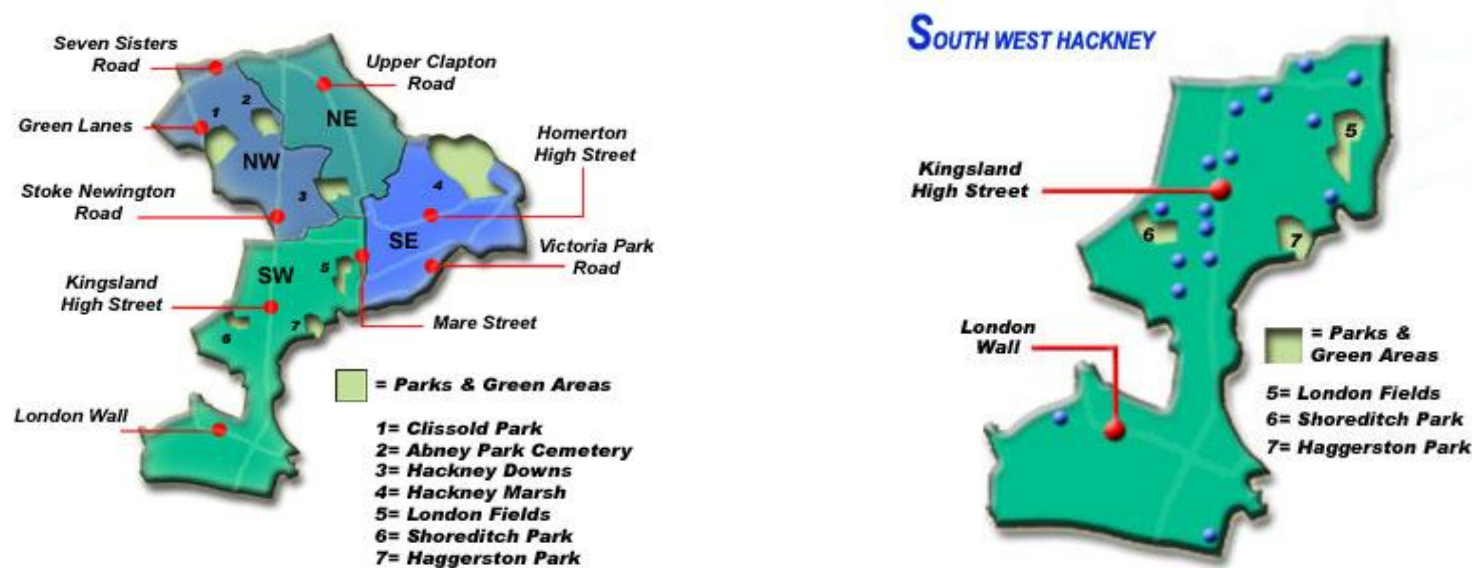 Seven Sisters
Road
Upper Clapton
Road
Green Lanes
1
2
NE
NW
Homerton
High Street
Stoke Newington
Road
3
4
SE
Victoria Park
Road
SW
5
Kingsland
High Street
6
7
Mare Street
London Wall
= Parks & Green Areas
1= Clissold Park
2= Abney Park Cemetery
3= Hackney Downs
4= Hackney Marsh
5= London Fields
6= Shoreditch Park
7= Haggerston Park
SOUTH WEST HACKNEY
5
Kingsland
High Street
6
7
London
Wall
= Parks &
Green Areas
5= London Fields
6= Shoreditch Park
7= Haggerston Park